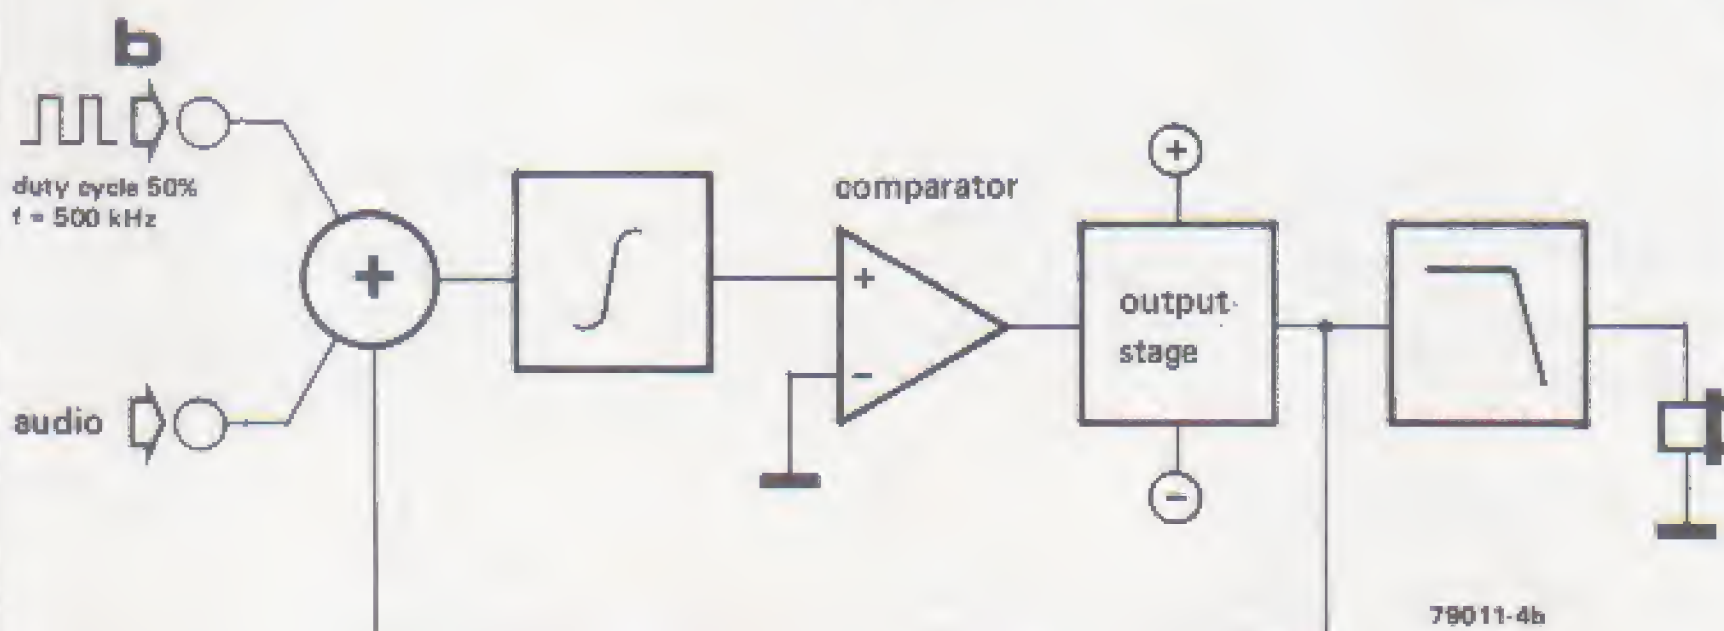 b
duty cycle 50%
f = 500 kHz
audio
+
comparator
+
−
+
output-
stage
−
79011-4b